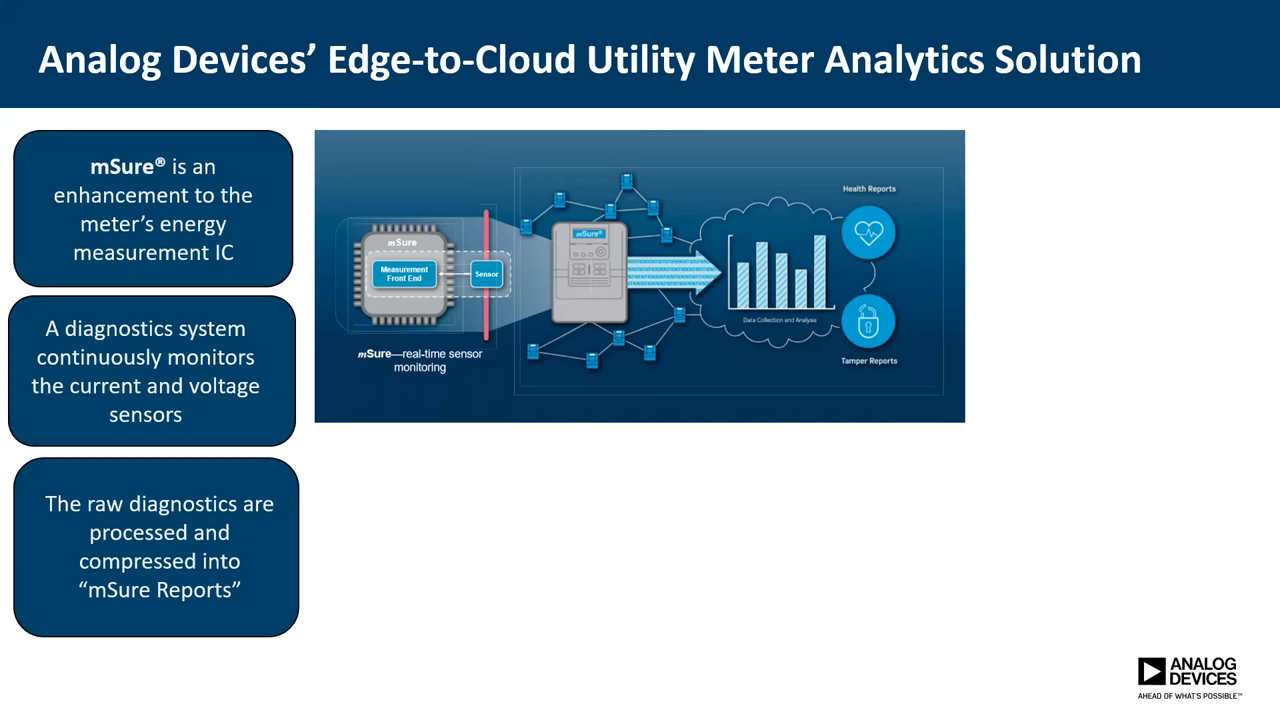 Analog Devices’ Edge-to-Cloud Utility Meter Analytics Solution
mSure® is an
enhancement to the
meter’s energy
measurement IC
A diagnostics system
continuously monitors
the current and voltage
sensors
The raw diagnostics are
processed and
compressed into
“mSure Reports”
mSure
Measurement
Front End
Sensor
mSure—real-time sensor
monitoring
mSure®
Data Collection and Analysis
Health Reports
Tamper Reports
ANALOG
DEVICES
AHEAD OF WHAT'S POSSIBLE™